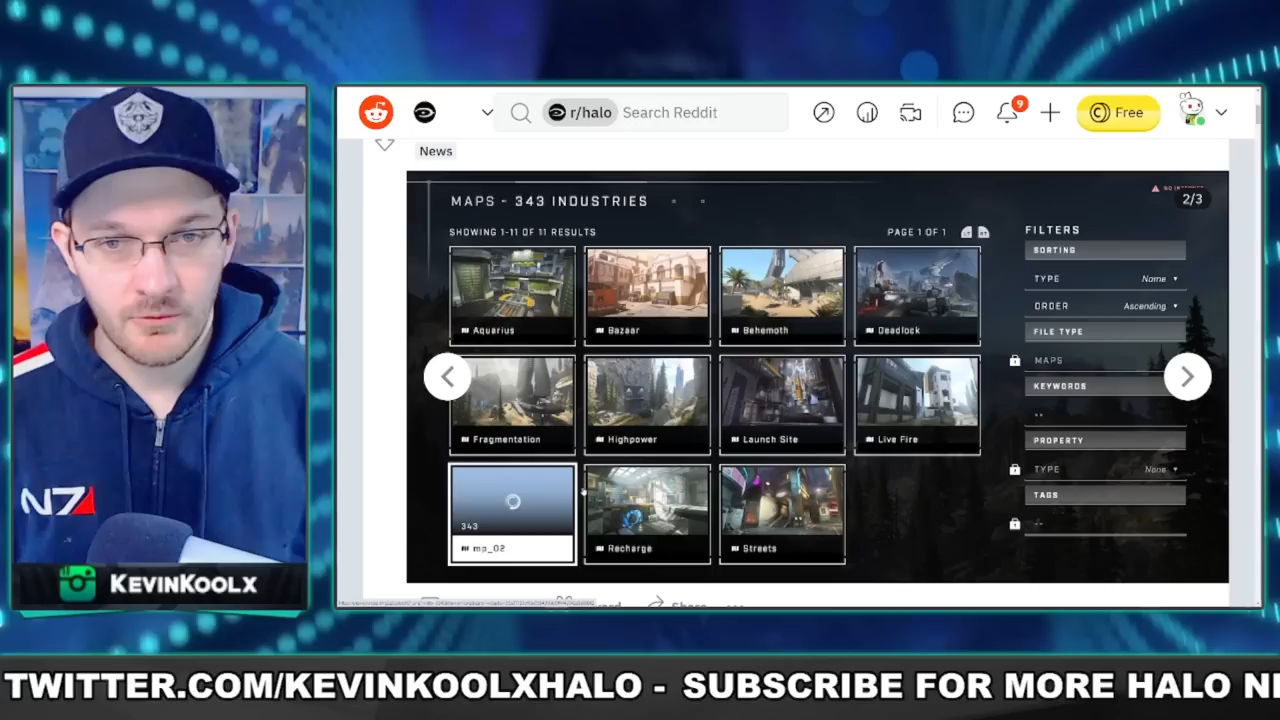 r/halo
Search Reddit
9
Free
News
MAPS - 343 INDUSTRIES
2/3
SHOWING 1-11 OF 11 RESULTS
PAGE 1 OF 1
FILTERS
SORTING
Aquarius
Bazaar
Behemoth
Deadlock
TYPE
Name
ORDER
Ascending
FILE TYPE
MAPS
KEYWORDS
--
Fragmentation
Highpower
Launch Site
Live Fire
PROPERTY
TYPE
None
TAGS
--
343
mp_02
Recharge
Streets
Share
N7
KEVINKOOLX
TWITTER.COM/KEVINKOOLXHALO - SUBSCRIBE FOR MORE HALO